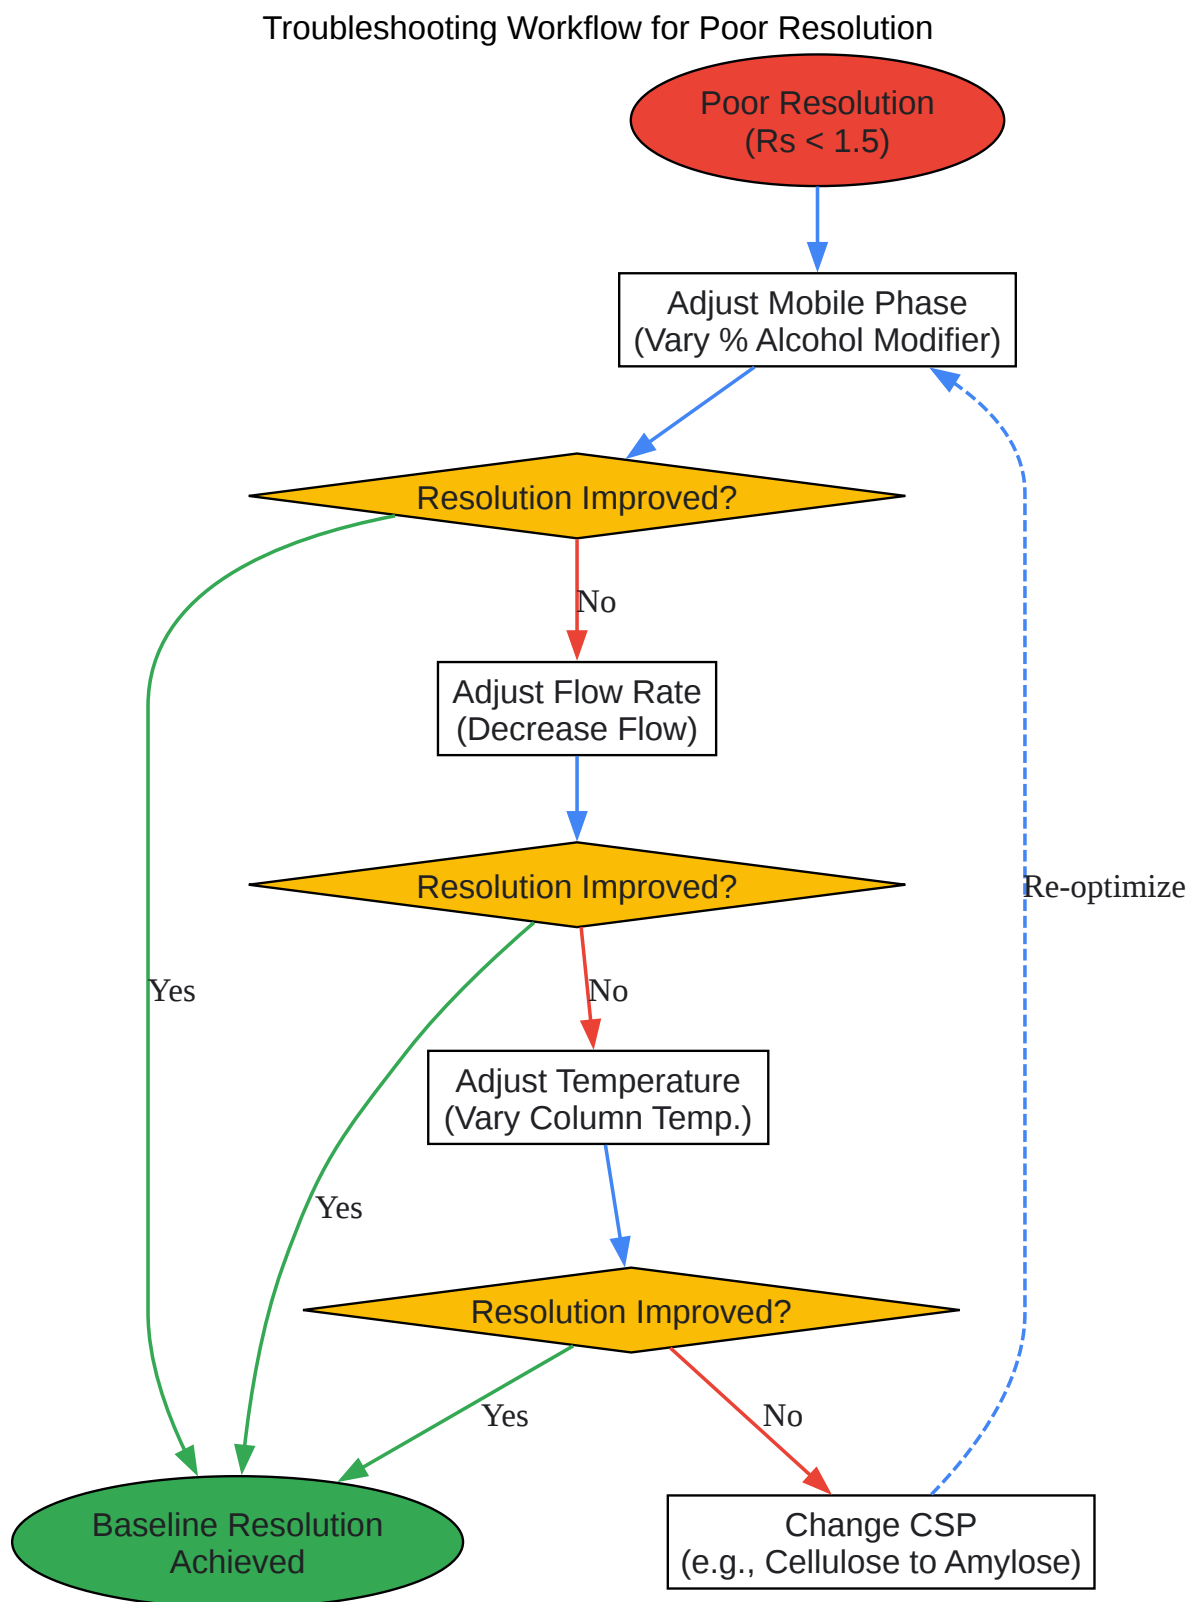 Troubleshooting Workflow for Poor Resolution
Poor Resolution
(Rs < 1.5)
Adjust Mobile Phase
(Vary % Alcohol Modifier)
Resolution Improved?
No
Adjust Flow Rate
(Decrease Flow)
Resolution Improved?
Re-optimize
Yes
No
Adjust Temperature
(Vary Column Temp.)
Yes
Resolution Improved?
Yes
No
Baseline Resolution
Achieved
Change CSP
(e.g., Cellulose to Amylose)